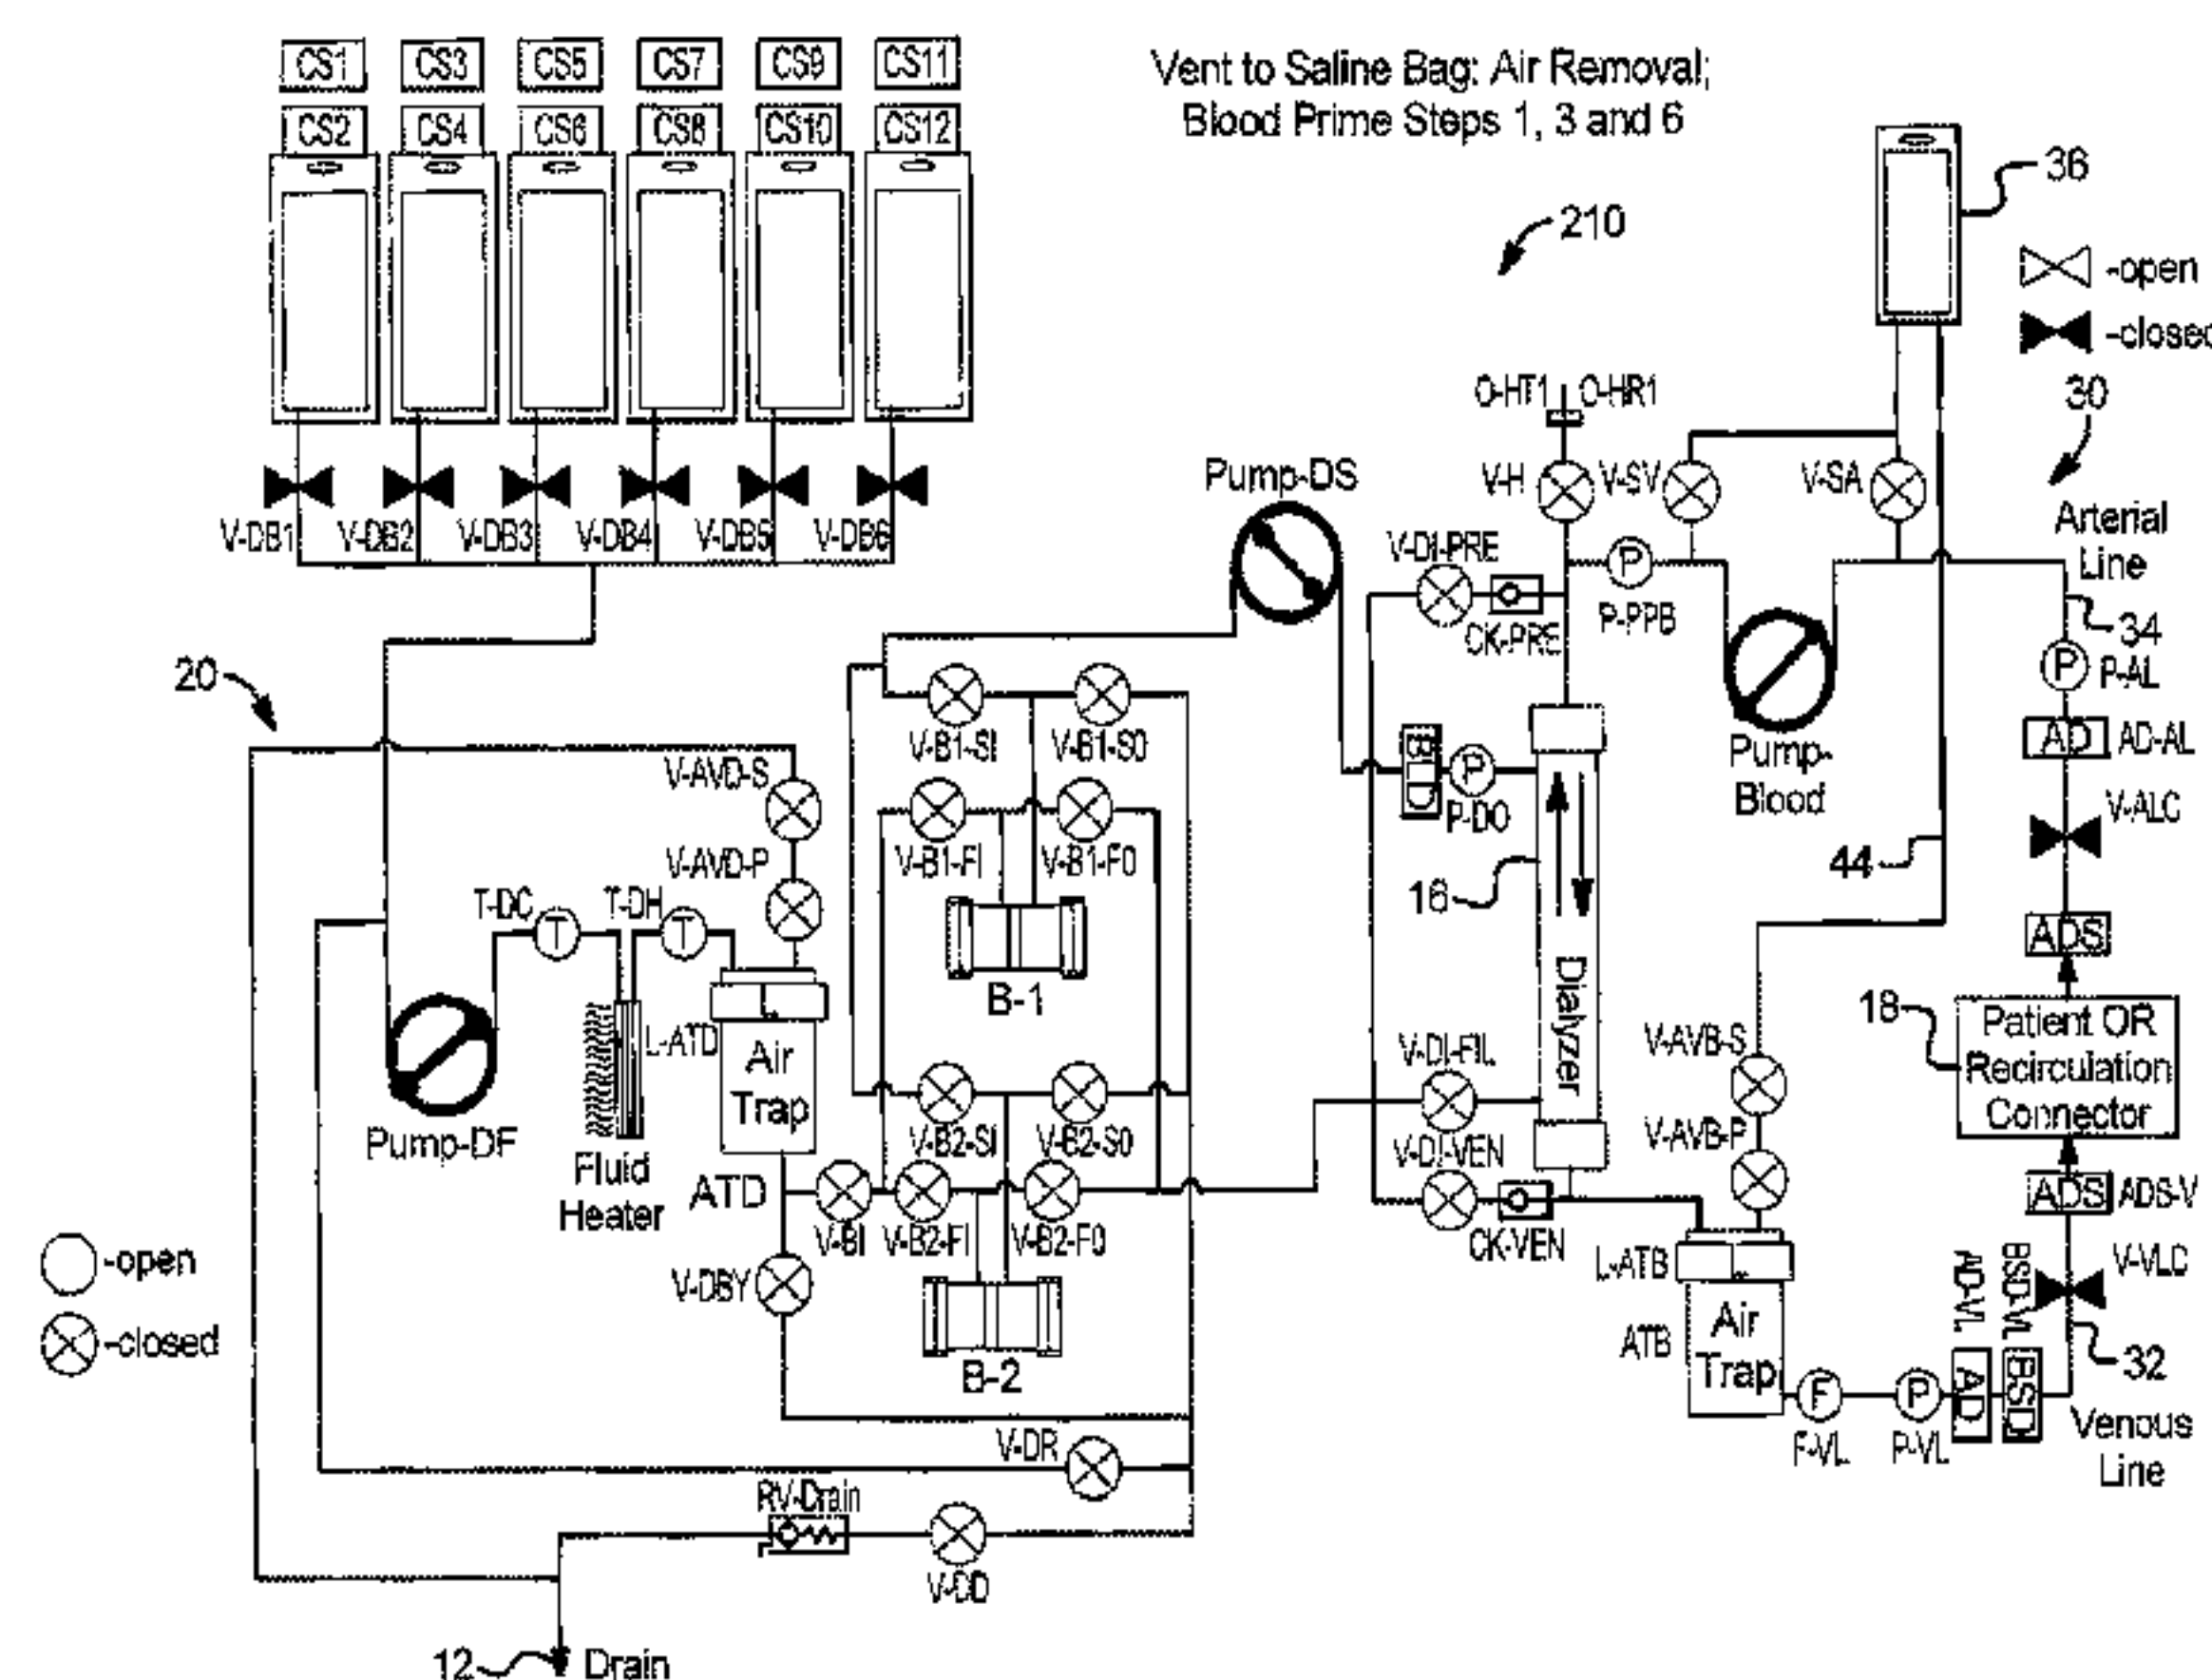 Vent to Saline Bag: Air Removal;
Blood Prime Steps 1, 3 and 6
CS1 CS3 CS5 CS7 CS9 CS11
CS2 CS4 CS6 CS8 CS10 CS12
36
210
-open
-closed
30
O-HT1 O-HR1
Pump-DS
V-H V-SV V-SA
V-DB1 V-DB2 V-DB3 V-DB4 V-DB5 V-DB6
Arterial
Line
V-DI-PRE
CK-PRE
P-PPB
34
P-AL
20
V-B1-SI V-B1-SO
Pump-
Blood
AD AD-AL
V-AVD-S
BLD
P
P-DO
V-ALC
V-AVD-P
V-B1-FI V-B1-FO
44
16
T-DC T-DH
T T
ADS
B-1
Dialyzer
18
Patient OR
Recirculation
Connector
L-ATD
Air
Trap
V-DI-FIL
V-AVB-S
Pump-DF
V-B2-SI V-B2-SO
V-AVB-P
Fluid
Heater
ATD
V-DI-VEN
ADS ADS-V
V-BI V-B2-FI V-B2-FO
CK-VEN
-open
V-DBY
L-ATB
AD-VL
BSD-VL
V-VLC
-closed
ATB
Air
Trap
32
B-2
F P AD BSD
F-VL P-VL
Venous
Line
V-DR
RV-Drain
V-CD
12 Drain